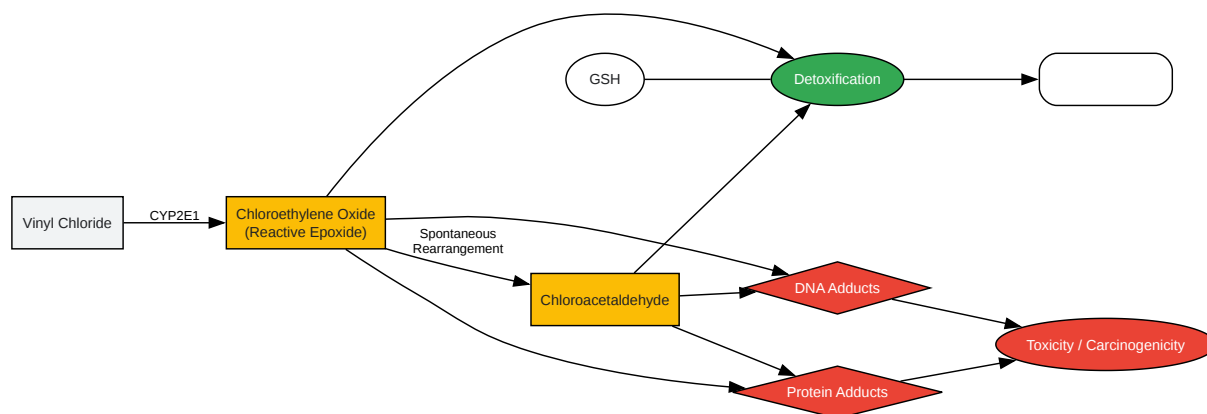 GSH
Detoxification
Vinyl Chloride
CYP2E1
Chloroethylene Oxide
(Reactive Epoxide)
Spontaneous
Rearrangement
Chloroacetaldehyde
DNA Adducts
Toxicity / Carcinogenicity
Protein Adducts